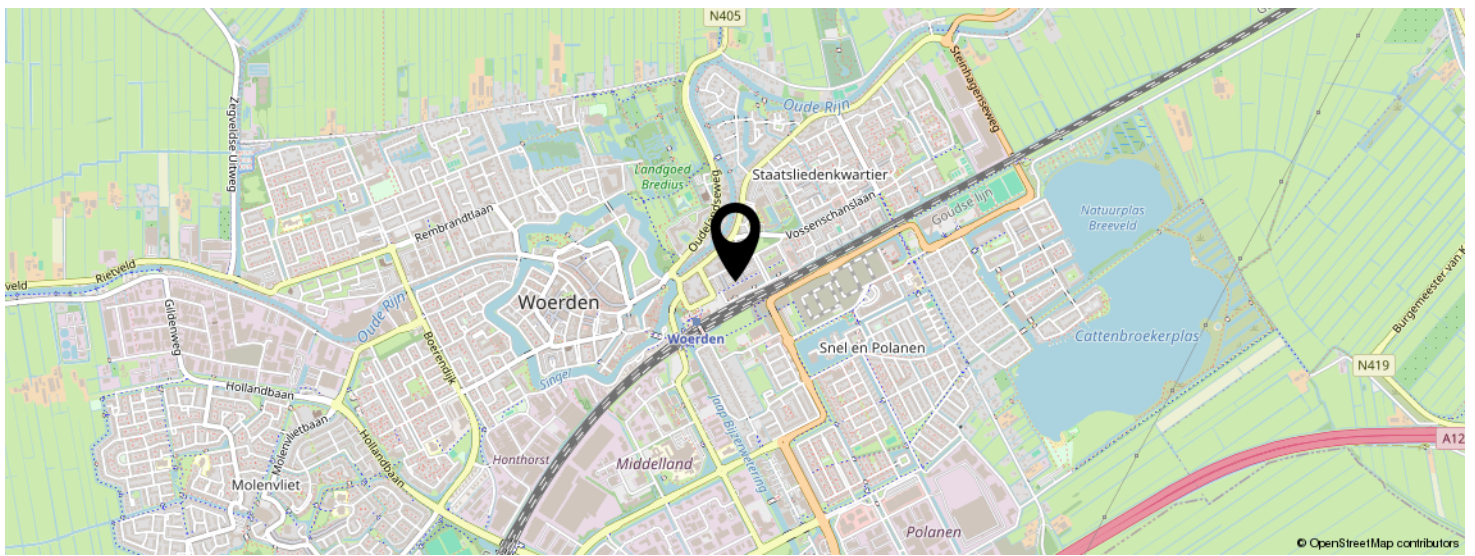 N405
Steinhagenseweg
Oude Rijn
Zegveldse Uitweg
Landgoed
Bredius
Staatsliedenkwartier
Oudelandseweg
Goudse lijn
Natuurplas
Breeveld
Vossenschanslaan
Rembrandtlaan
Rietveld
veld
Gildenweg
Oude Rijn
Woerden
Burgemeester van K
Woerden
Cattenbroekerplas
Snel en Polanen
Boerendijk
Singel
N419
Hollandbaan
Jaap Bijzerwetering
Molenvlietbaan
Hollandbaan
A12
Honthorst
Middelland
Molenvliet
Polanen
© OpenStreetMap contributors